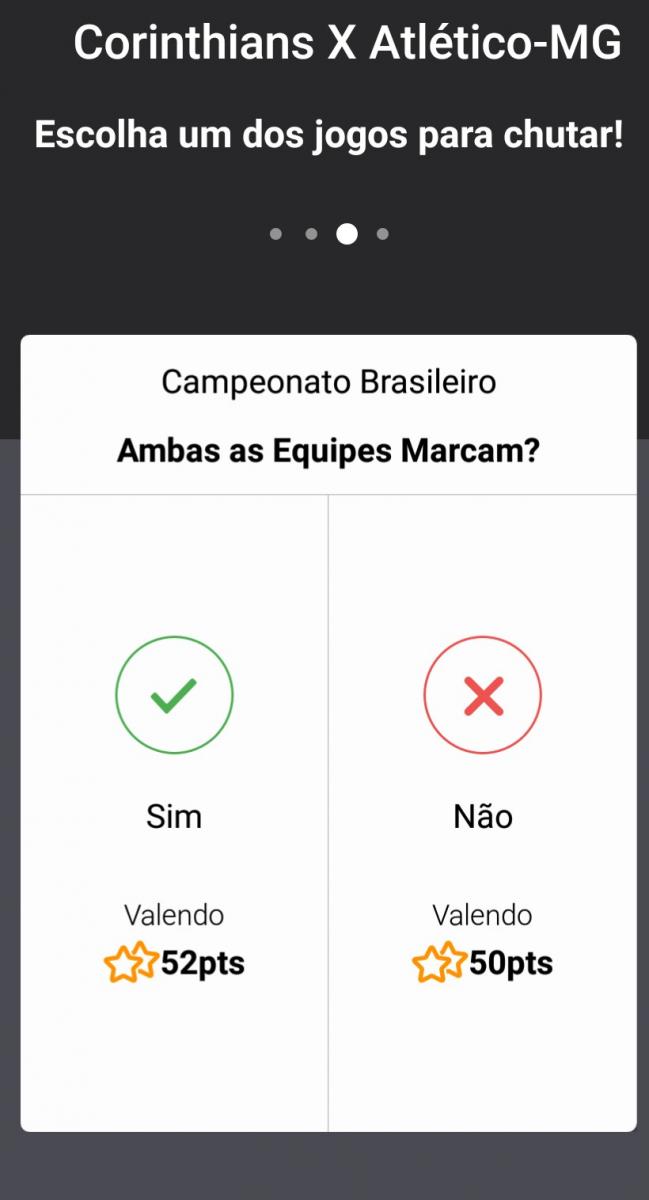 Corinthians X Atlético-MG
Escolha um dos jogos para chutar!
Campeonato Brasileiro
Ambas as Equipes Marcam?
Sim
Não
Valendo
52pts
Valendo
50pts